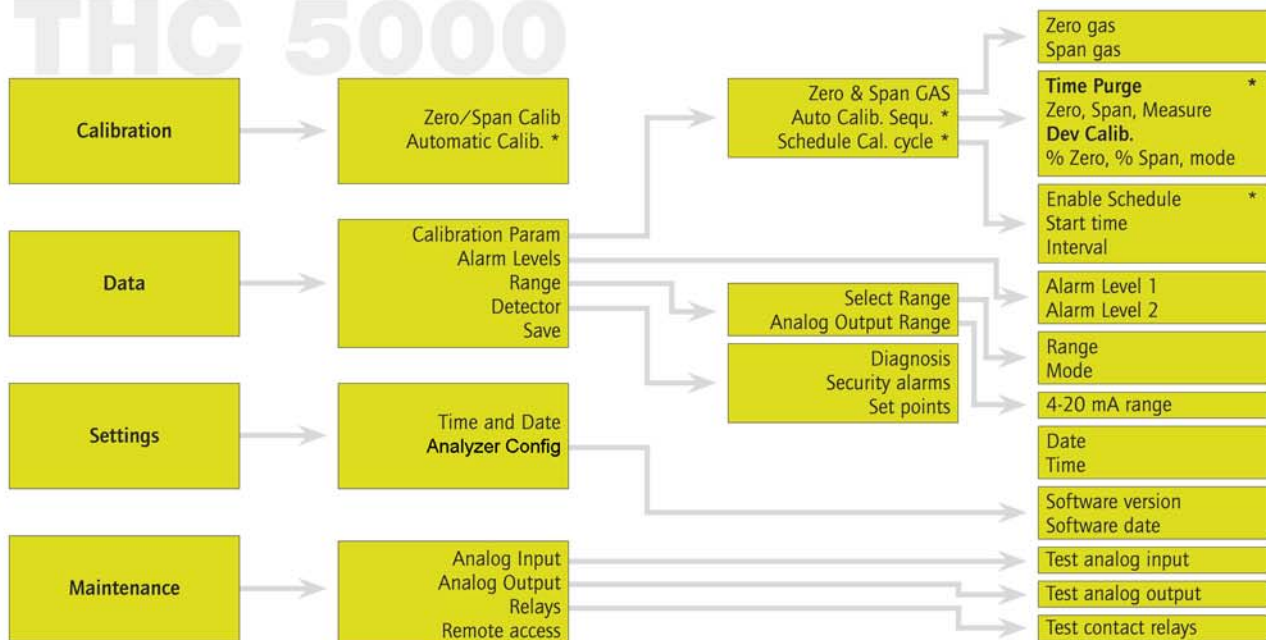 THC 5000
Calibration
Zero/Span Calib
Automatic Calib. *
Zero & Span GAS
Auto Calib. Sequ. *
Schedule Cal. cycle *
Zero gas
Span gas
Time Purge *
Zero, Span, Measure
Dev Calib.
% Zero, % Span, mode
Enable Schedule *
Start time
Interval
Data
Calibration Param
Alarm Levels
Range
Detector
Save
Select Range
Analog Output Range
Diagnosis
Security alarms
Set points
Alarm Level 1
Alarm Level 2
Range
Mode
4-20 mA range
Settings
Time and Date
Analyzer Config
Date
Time
Software version
Software date
Maintenance
Analog Input
Analog Output
Relays
Remote access
Test analog input
Test analog output
Test contact relays